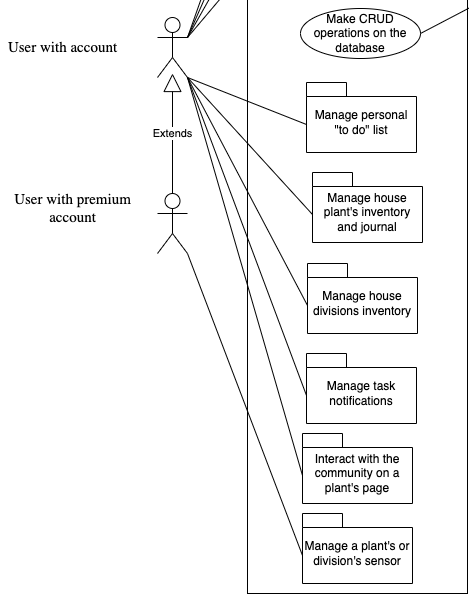 Make CRUD
operations on the
database
User with account
Manage personal
"to do" list
Extends
User with premium
account
Manage house
plant's inventory
and journal
Manage house
divisions inventory
Manage task
notifications
Interact with the
community on a
plant's page
Manage a plant's or
division's sensor